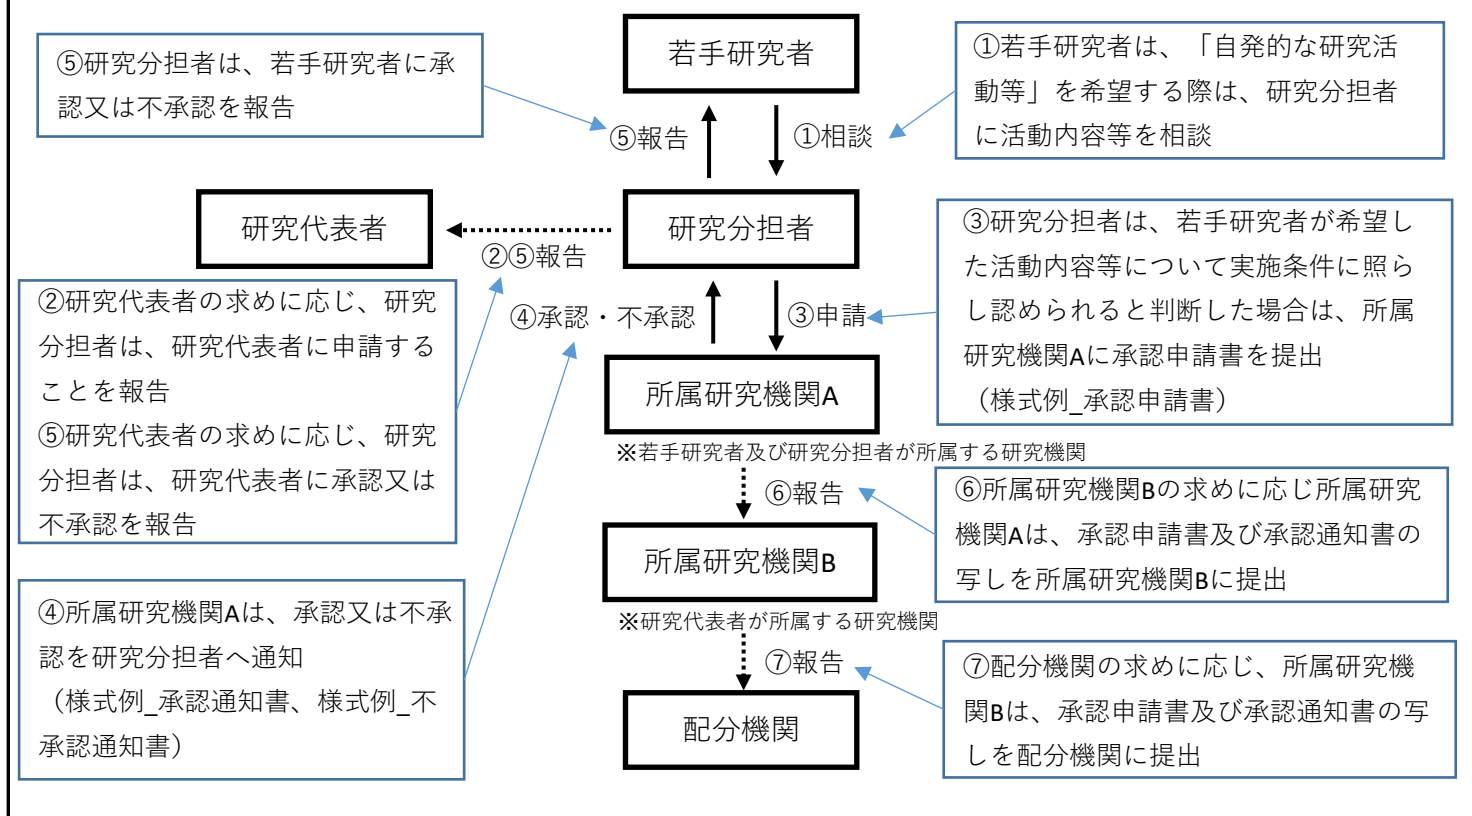 若手研究者
⑤研究分担者は、若手研究者に承
認又は不承認を報告
①若手研究者は、「自発的な研究活
動等」を希望する際は、研究分担者
に活動内容等を相談
⑤報告
①相談
研究代表者
研究分担者
②⑤報告
③研究分担者は、若手研究者が希望し
た活動内容等について実施条件に照ら
し認められると判断した場合は、所属
研究機関Aに承認申請書を提出
（様式例_承認申請書）
②研究代表者の求めに応じ、研究
分担者は、研究代表者に申請する
ことを報告
⑤研究代表者の求めに応じ、研究
分担者は、研究代表者に承認又は
不承認を報告
④承認・不承認
③申請
所属研究機関A
※若手研究者及び研究分担者が所属する研究機関
⑥報告
⑥所属研究機関Bの求めに応じ所属研究
機関Aは、承認申請書及び承認通知書の
写しを所属研究機関Bに提出
所属研究機関B
※研究代表者が所属する研究機関
④所属研究機関Aは、承認又は不承
認を研究分担者へ通知
（様式例_承認通知書、様式例_不
承認通知書）
⑦報告
⑦配分機関の求めに応じ、所属研究機
関Bは、承認申請書及び承認通知書の写
しを配分機関に提出
配分機関